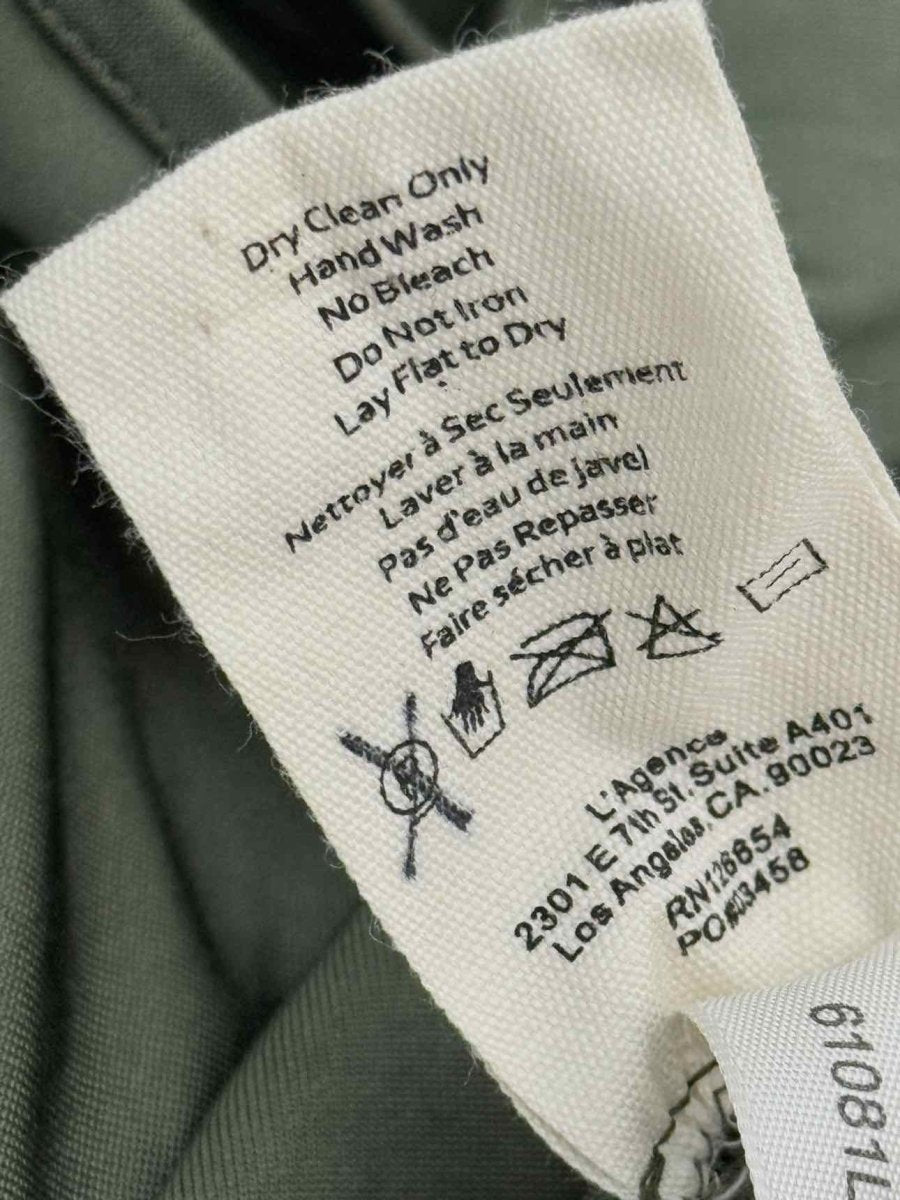 Dry Clean Only
Hand Wash
No Bleach
Do Not Iron
Lay Flat to Dry
Nettoyer à Sec Seulement
Laver à la main
Pas d'eau de javel
Ne Pas Repasser
Faire sécher à plat
L'Agence
2301 E 7th St. Suite A401
Los Angeles, CA. 90023
RN126654
PO#03458
61081L